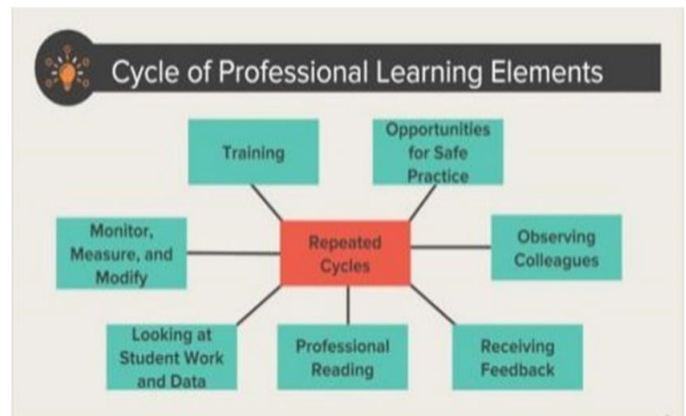 Cycle of Professional Learning Elements
Training
Opportunities
for Safe
Practice
Monitor,
Measure, and
Modify
Repeated
Cycles
Observing
Colleagues
Looking at
Student Work
and Data
Professional
Reading
Receiving
Feedback